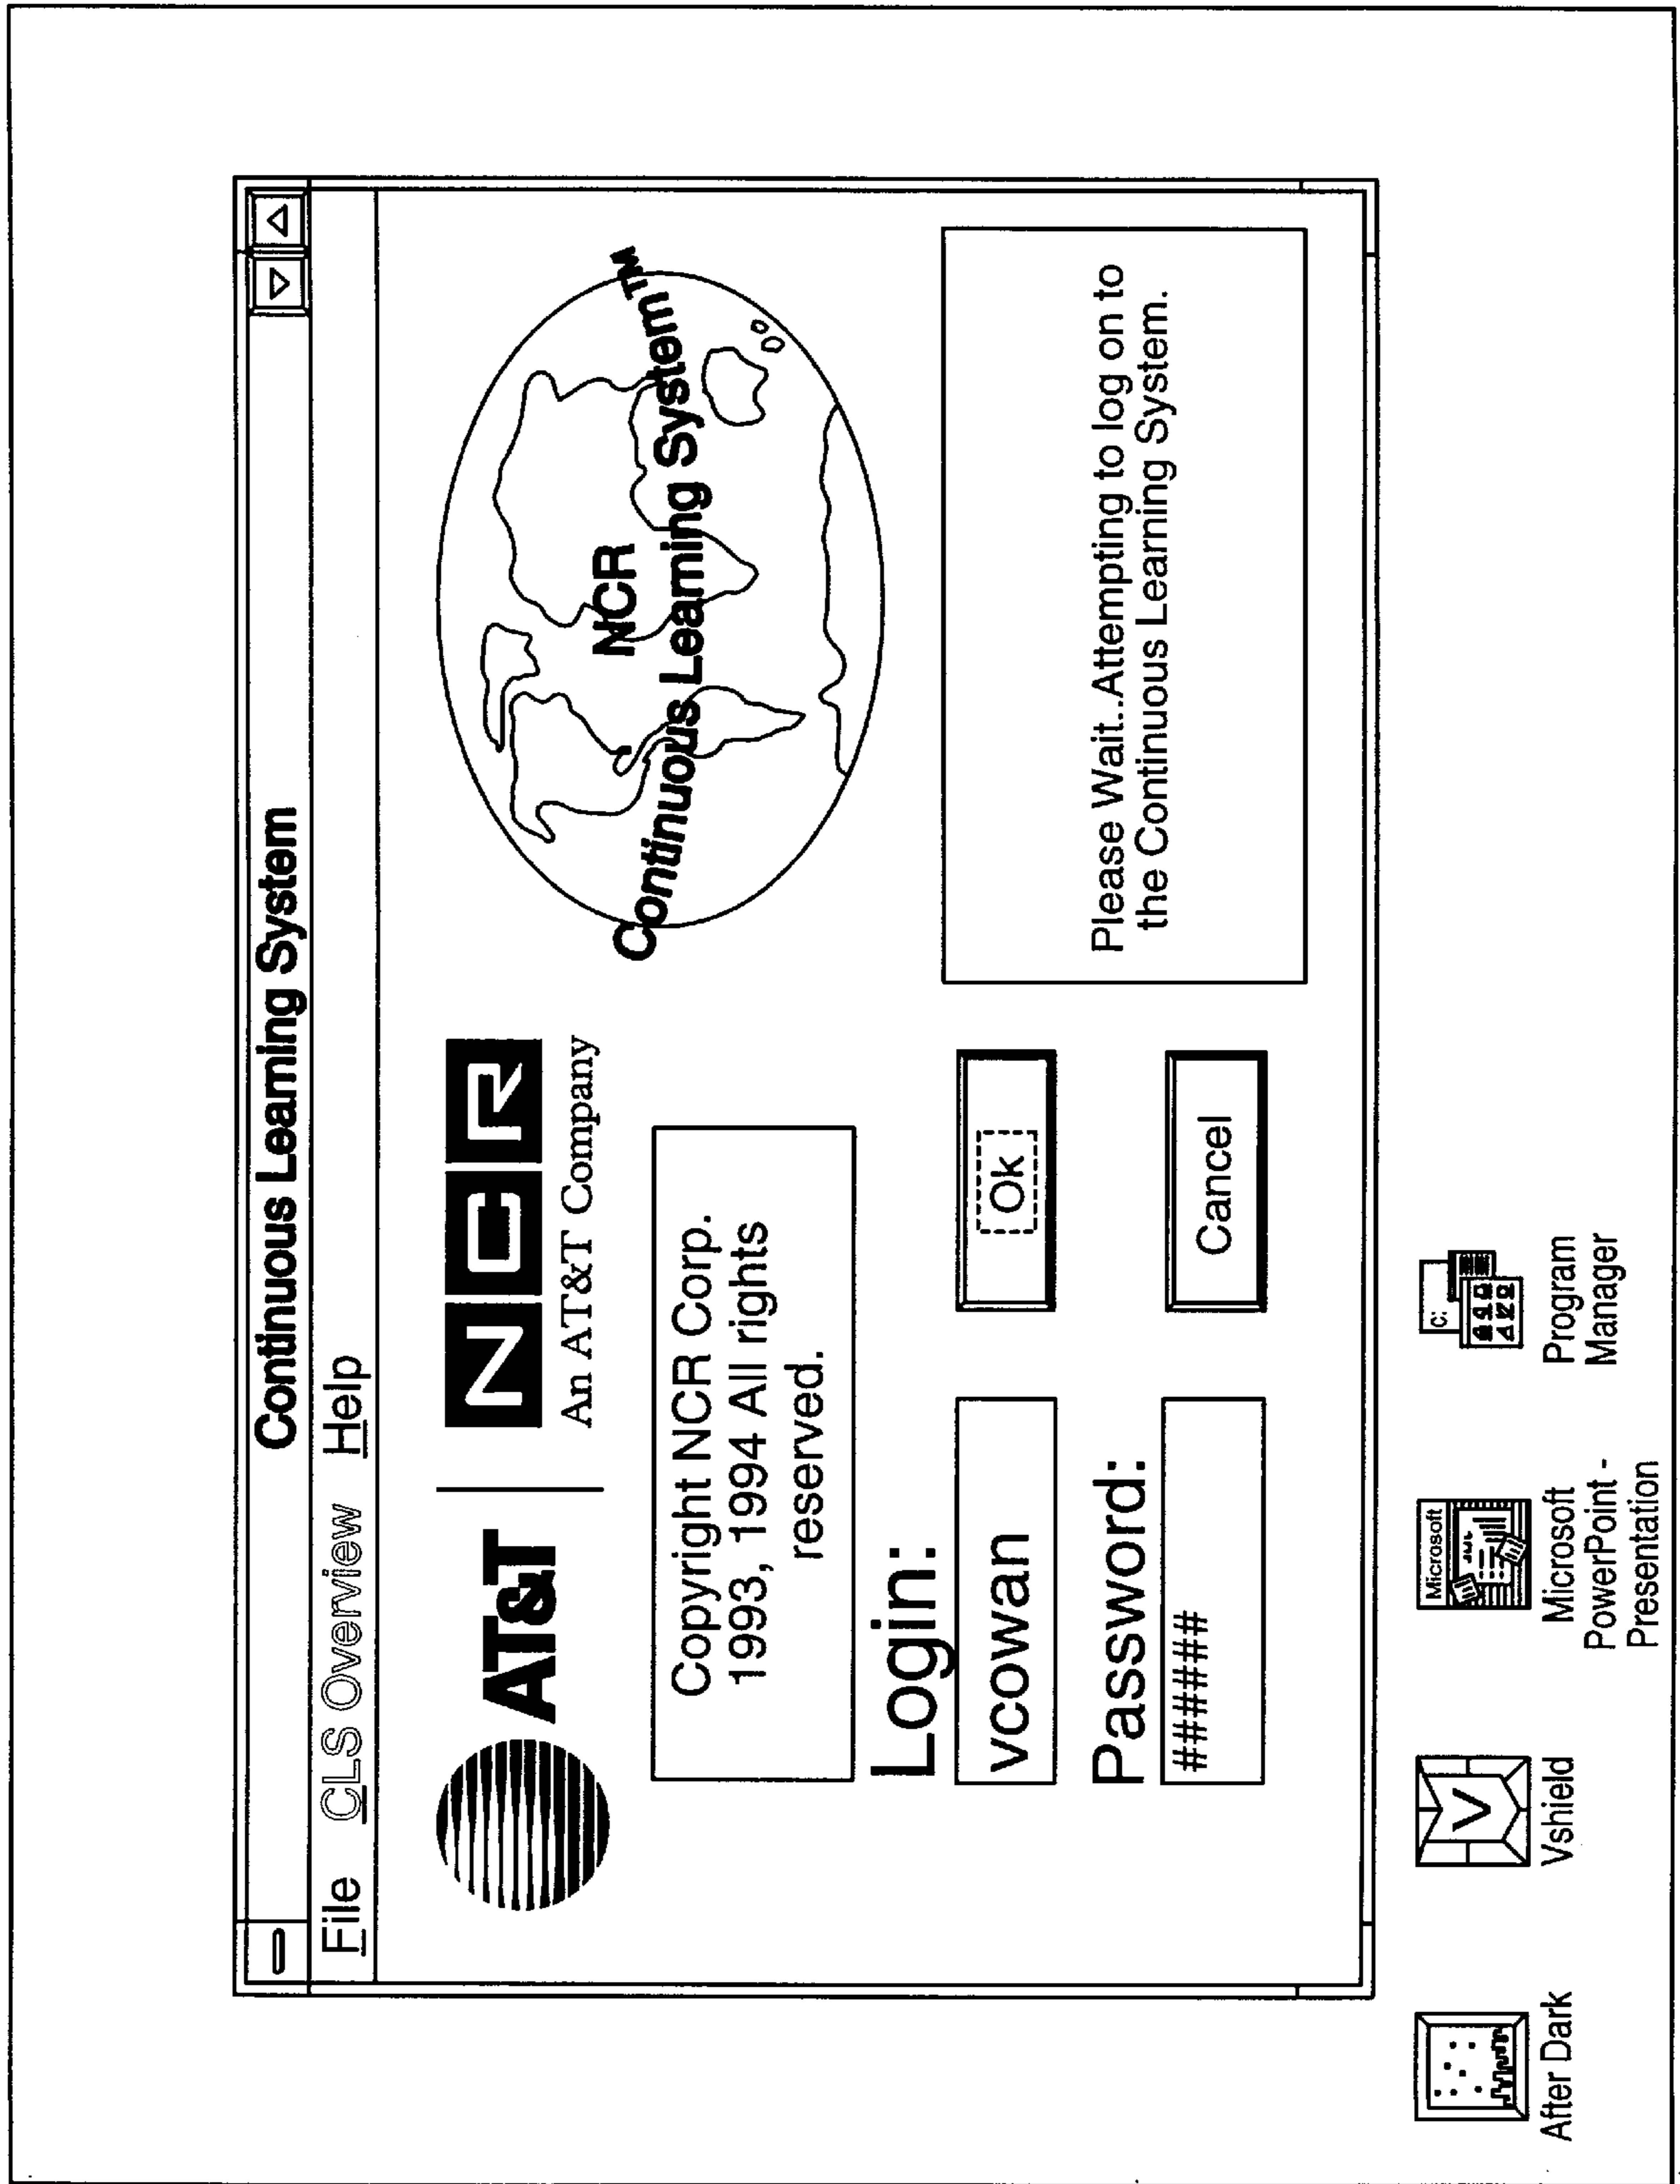 Continuous Learning System
File CLS Overview Help
AT&T
NCR
An AT&T Company
NCR
Continuous Learning System™
Copyright NCR Corp.
1993, 1994 All rights
reserved.
Login:
vcowan
Ok
Password:
######
Cancel
Please Wait..Attempting to log on to
the Continuous Learning System.
After Dark
V
Vshield
Microsoft
Microsoft
PowerPoint -
Presentation
C:
Program
Manager